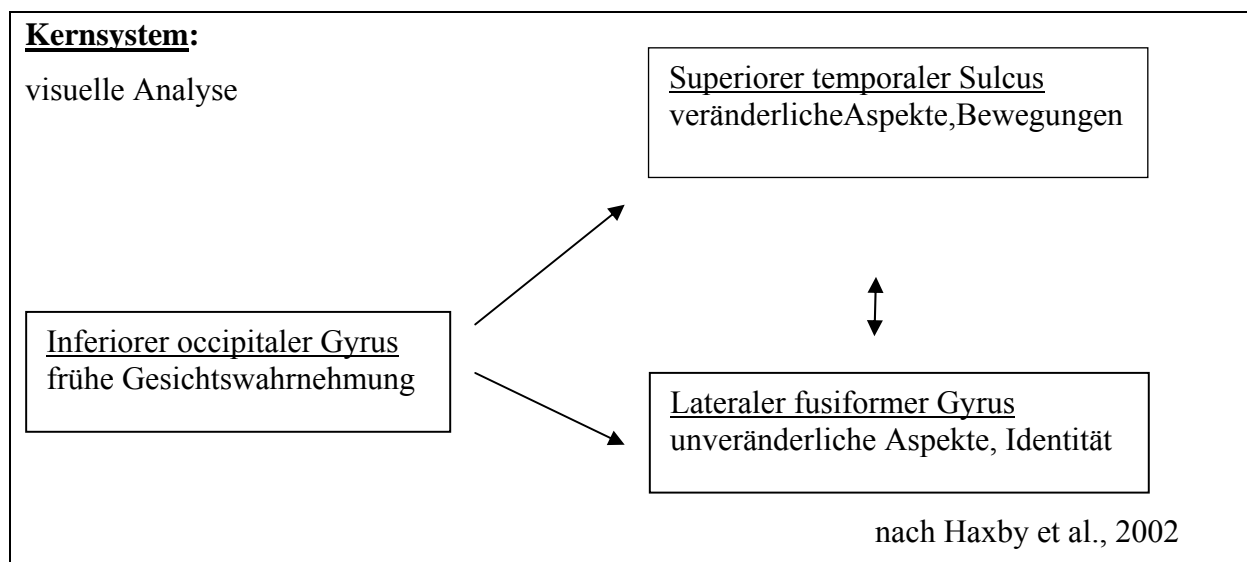 Kernsystem:
visuelle Analyse
Superiorer temporaler Sulcus
veränderlicheAspekte,Bewegungen
Inferiorer occipitaler Gyrus
frühe Gesichtswahrnehmung
Lateraler fusiformer Gyrus
unveränderliche Aspekte, Identität
nach Haxby et al., 2002